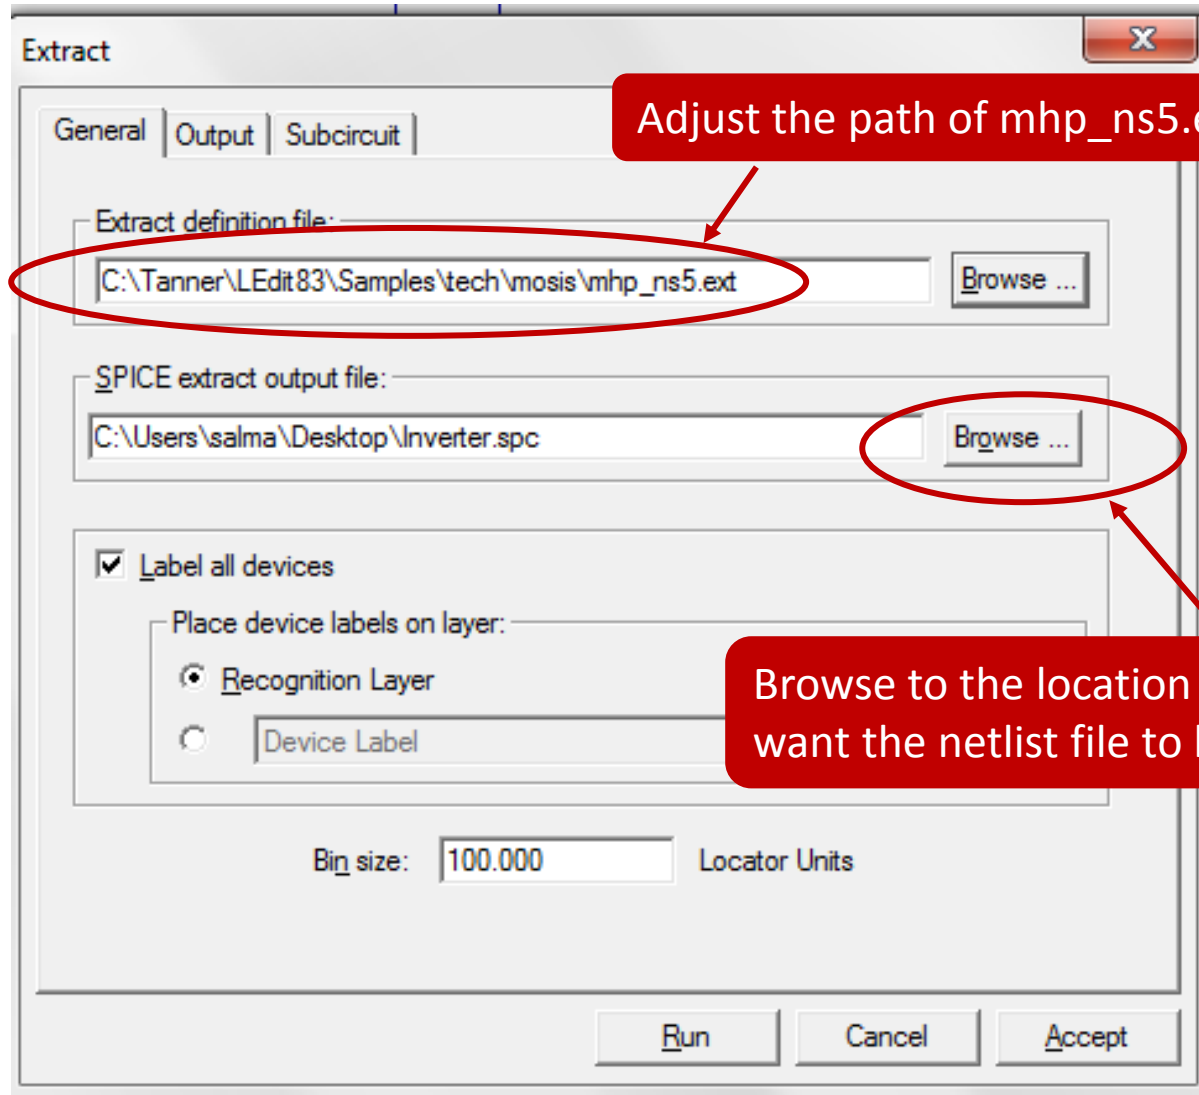 Extract
General Output Subcircuit
Adjust the path of mhp_ns5.
Extract definition file:
C:\Tanner\LEdit83\Samples\tech\mosis\mhp_ns5.ext
Browse ...
SPICE extract output file:
C:\Users\salma\Desktop\Inverter.spc
Browse ...
Label all devices
Place device labels on layer:
Recognition Layer
Device Label
Browse to the location
want the netlist file to
Bin size: 100.000 Locator Units
Run Cancel Accept